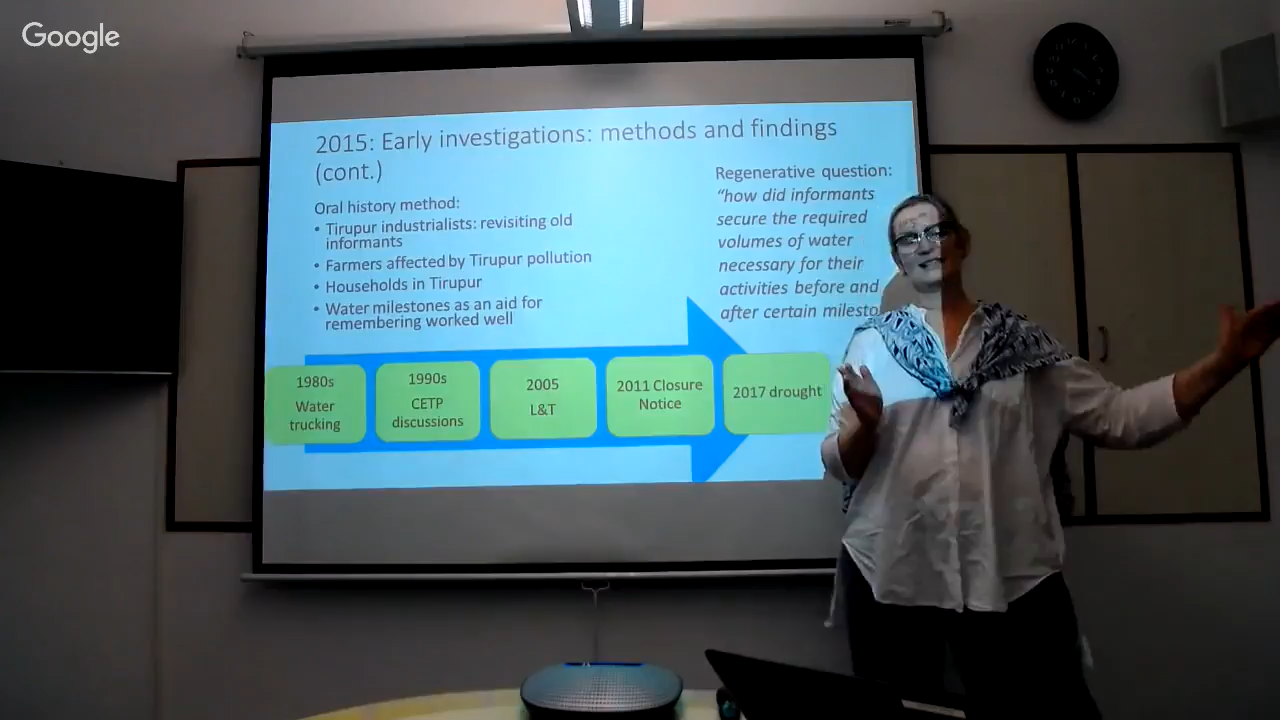 Google
2015: Early investigations: methods and findings
(cont.)
Oral history method:
• Tirupur industrialists: revisiting old
informants
• Farmers affected by Tirupur pollution
• Households in Tirupur
• Water milestones as an aid for
remembering worked well
Regenerative question:
“how did informants
secure the required
volumes of water
necessary for their
activities before and
after certain milesto
1980s
Water
trucking
1990s
CETP
discussions
2005
L&T
2011 Closure
Notice
2017 drought